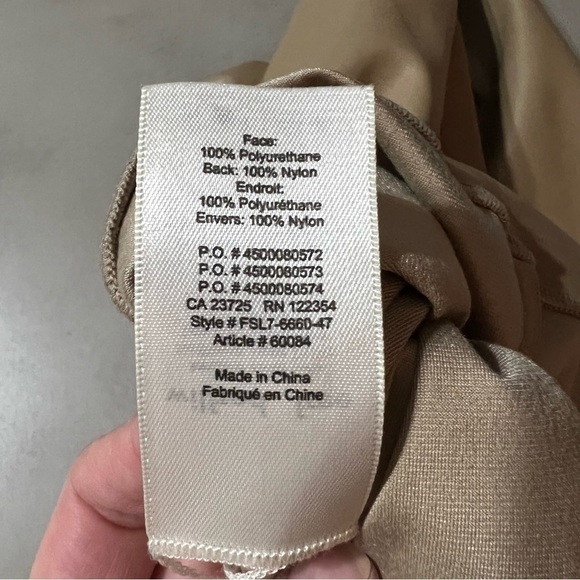 Face:
100% Polyurethane
Back: 100% Nylon
Endroit:
100% Polyuréthane
Envers: 100% Nylon
P.O. # 4500080572
P.O. # 4500080573
P.O. # 4500080574
CA 23725 RN 122354
Style # FSL7-6660-47
Article # 60084
Made in China
Fabriqué en Chine